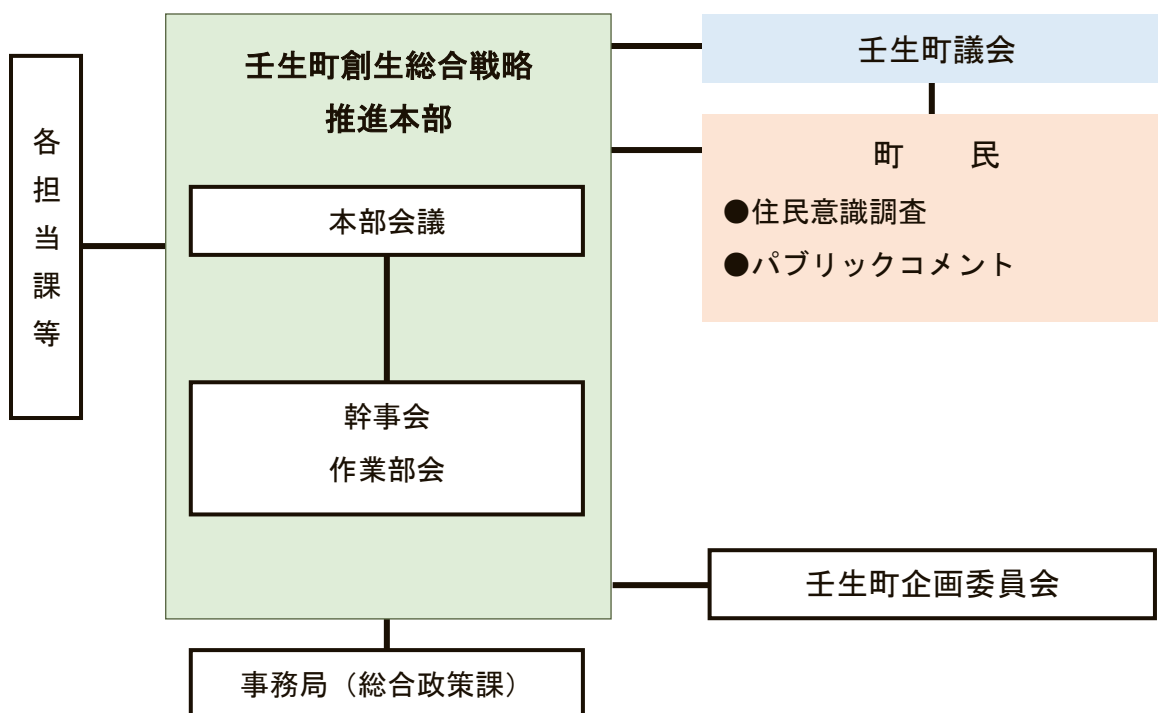 各担当課等
壬生町創生総合戦略
推進本部
本部会議
幹事会
作業部会
事務局（総合政策課）
壬生町議会
町　　民
●住民意識調査
●パブリックコメント
壬生町企画委員会